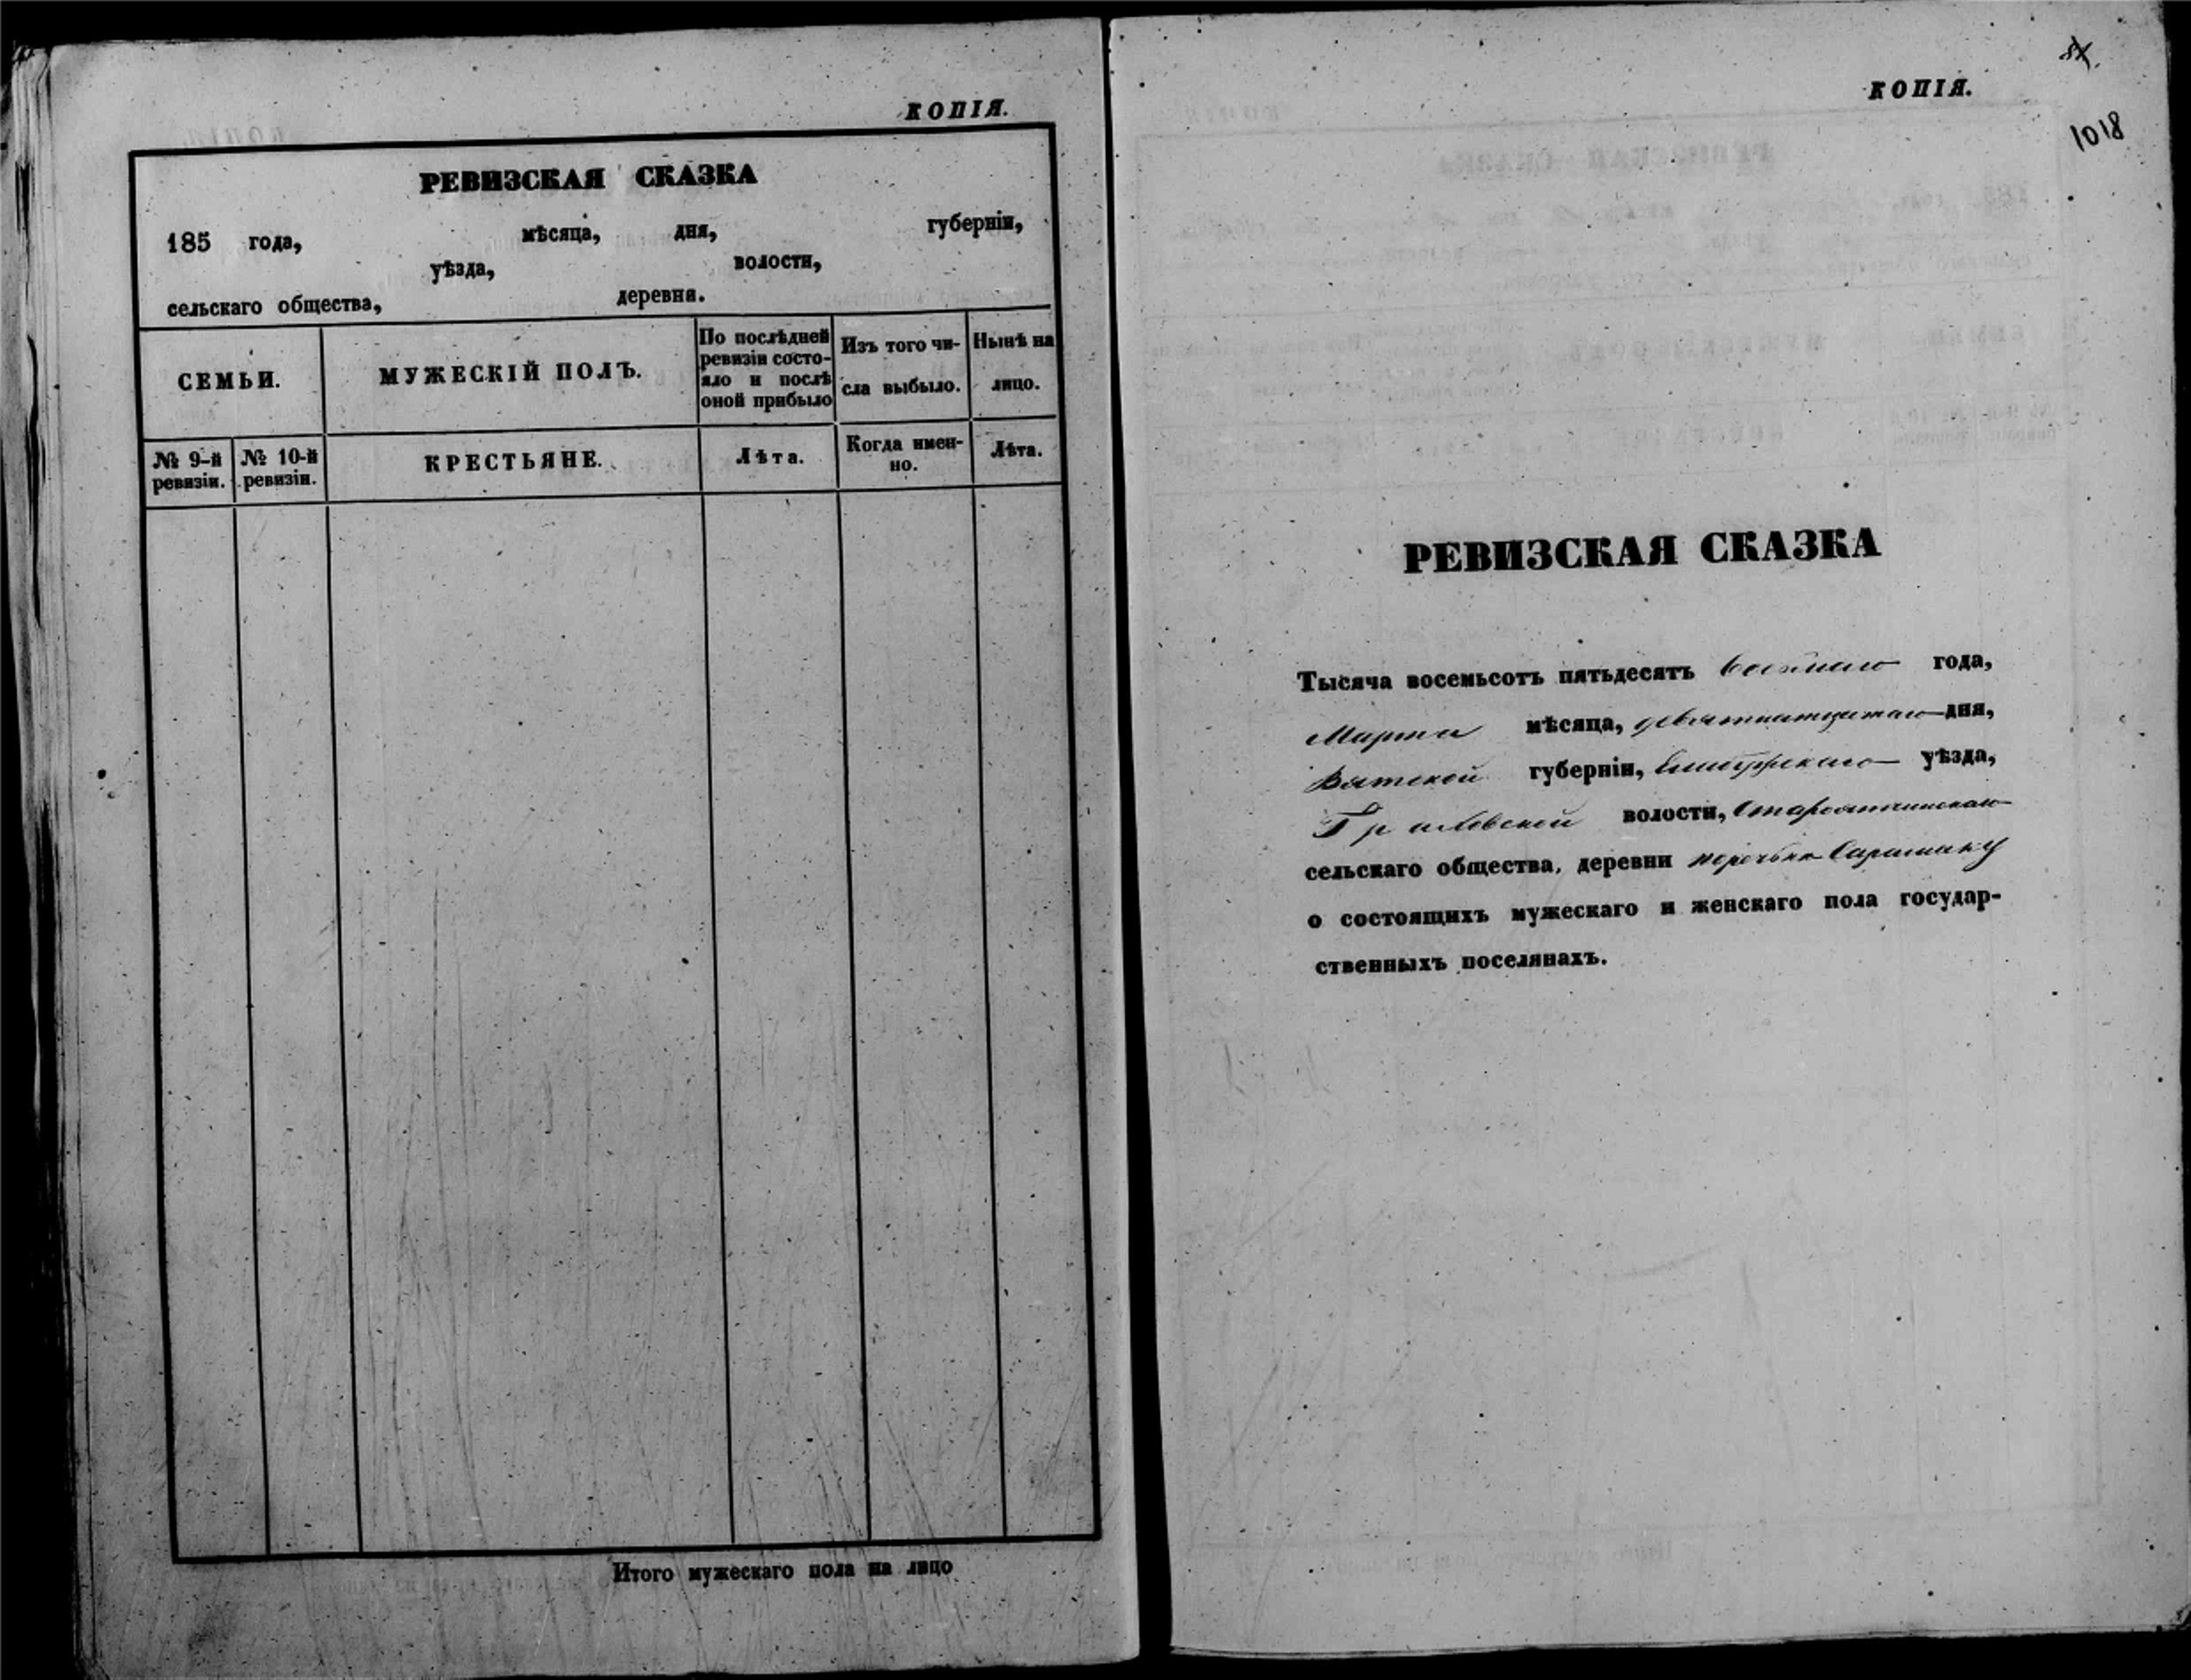 КОПІЯ.
РЕВИЗСКАЯ СКАЗКА
185 года, мѣсяца, дня, губерніи,
уѣзда, волости,
сельскаго общества, деревни.
СЕМЬИ.
МУЖЕСКІЙ ПОЛЪ.
По послѣдней
ревизіи состо-
яло и послѣ
оной прибыло
Изъ того чи-
сла выбыло.
Нынѣ на
лицо.
№ 9-й
ревизіи.
№ 10-й
ревизіи.
КРЕСТЬЯНЕ.
Лѣта.
Когда имен-
но.
Лѣта.
Итого мужескаго пола на лицо
КОПІЯ.
1018
РЕВИЗСКАЯ СКАЗКА
Тысяча восемьсотъ пятьдесятъ восьмаго года,
Марта мѣсяца, девятнатцатаго дня,
Вятской губерніи, Елабужскаго уѣзда,
волости,
сельскаго общества, деревни поречьки Сарамаку
о состоящихъ мужескаго и женскаго пола государ-
ственныхъ поселянахъ.